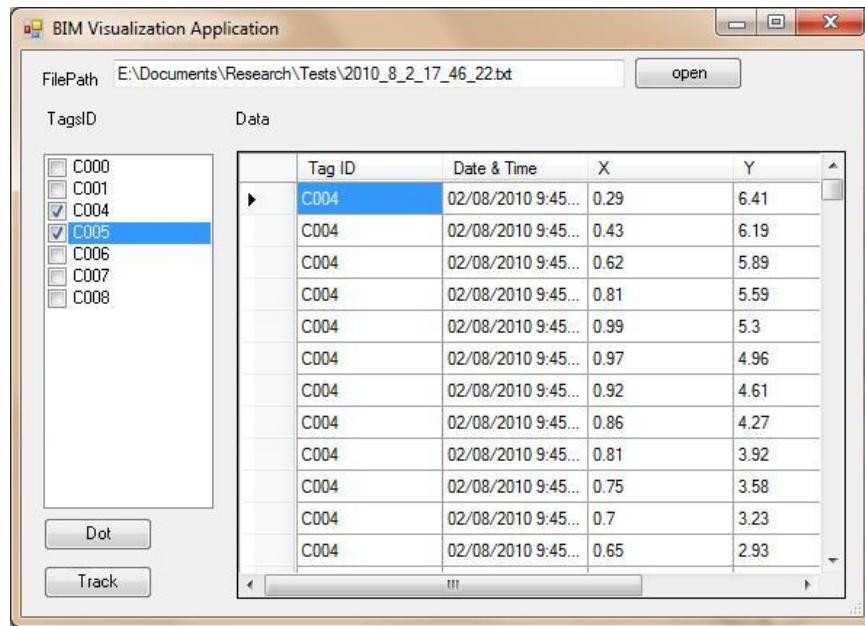 BIM Visualization Application
FilePath E:\Documents\Research\Tests\2010_8_2_17_46_22.txt open
TagsID Data
C000
C001
C004
C005
C006
C007
C008
Dot
Track
Tag ID Date & Time X Y
C004 02/08/2010 9:45... 0.29 6.41
C004 02/08/2010 9:45... 0.43 6.19
C004 02/08/2010 9:45... 0.62 5.89
C004 02/08/2010 9:45... 0.81 5.59
C004 02/08/2010 9:45... 0.99 5.3
C004 02/08/2010 9:45... 0.97 4.96
C004 02/08/2010 9:45... 0.92 4.61
C004 02/08/2010 9:45... 0.86 4.27
C004 02/08/2010 9:45... 0.81 3.92
C004 02/08/2010 9:45... 0.75 3.58
C004 02/08/2010 9:45... 0.7 3.23
C004 02/08/2010 9:45... 0.65 2.93